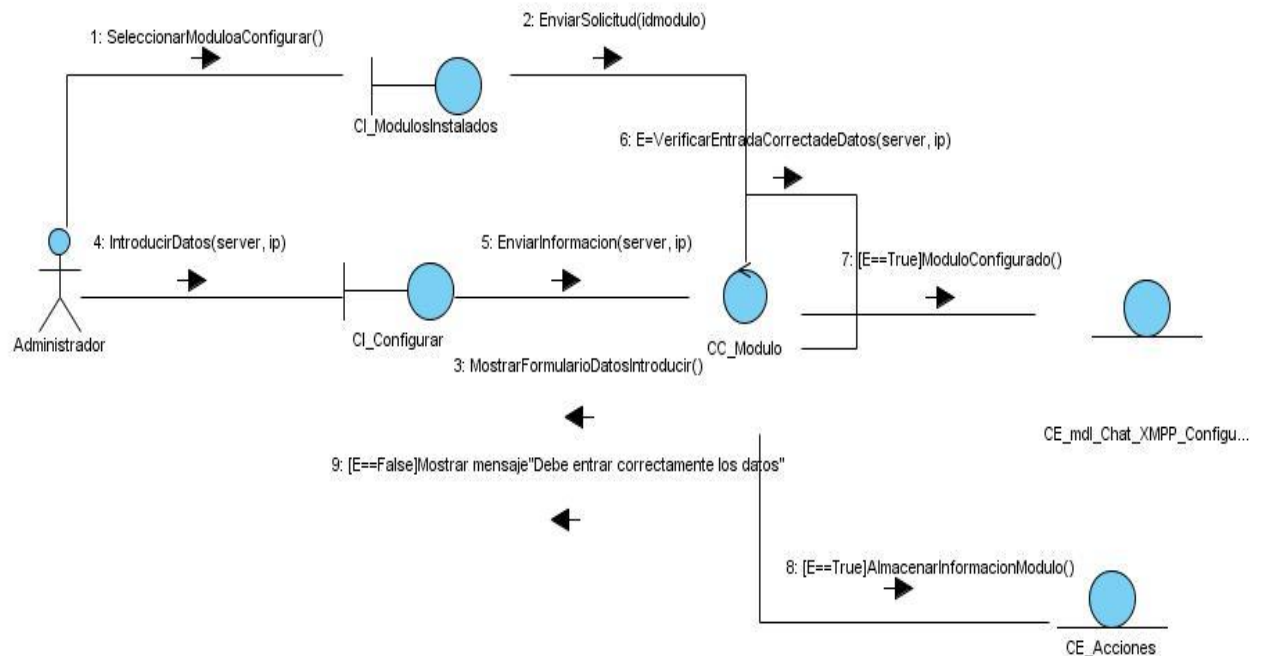 2: EnviarSolicitud(idmodulo)
1: SeleccionarModuloaConfigurar()
CI_ModulosInstalados
6: E=VerificarEntradaCorrectadeDatos(server, ip)
4: IntroducirDatos(server, ip)
5: EnviarInformacion(server, ip)
7: [E==True]ModuloConfigurado()
Administrador
CI_Configurar
CC_Modulo
3: MostrarFormularioDatosIntroducir()
CE_mdl_Chat_XMPP_Configu...
9: [E==False]Mostrar mensaje"Debe entrar correctamente los datos"
8: [E==True]AlmacenarInformacionModulo()
CE_Acciones